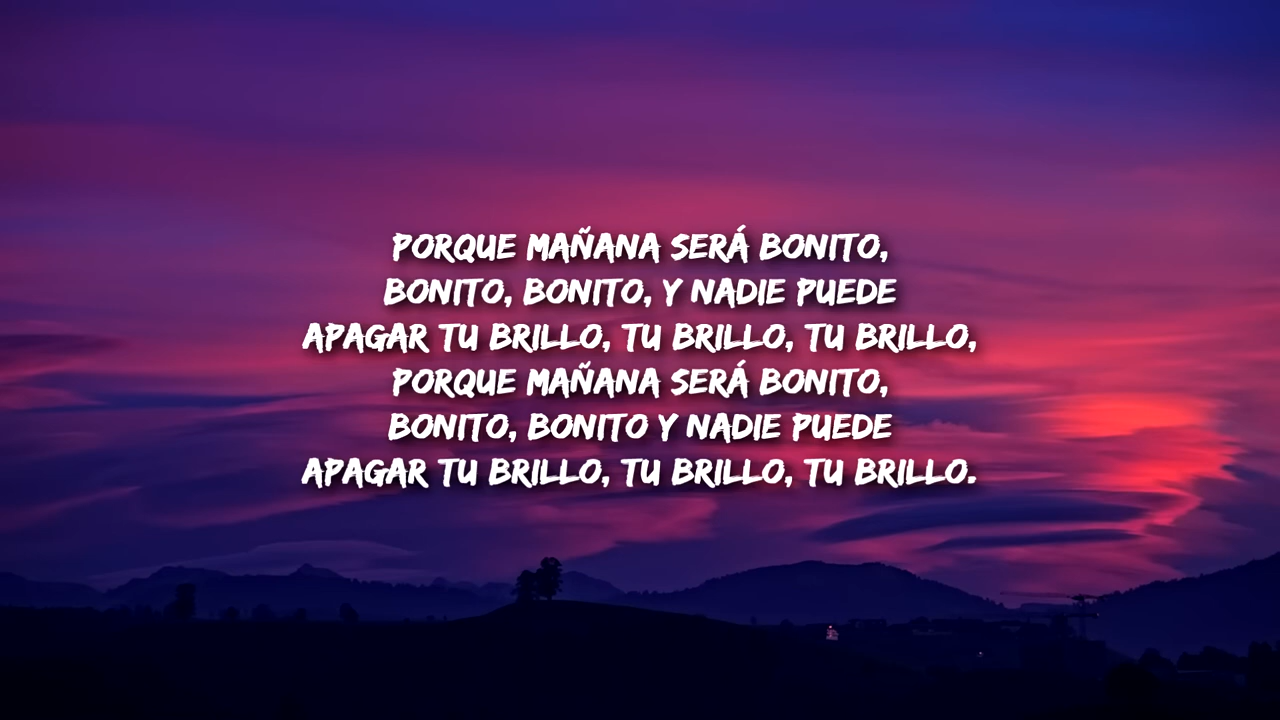 PORQUE MAÑANA SERÁ BONITO,
BONITO, BONITO, Y NADIE PUEDE
APAGAR TU BRILLO, TU BRILLO, TU BRILLO,
PORQUE MAÑANA SERÁ BONITO,
BONITO, BONITO Y NADIE PUEDE
APAGAR TU BRILLO, TU BRILLO, TU BRILLO.